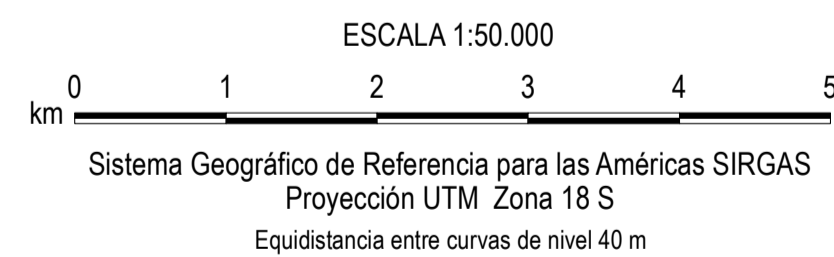 ESCALA 1:50.000
0 1 2 3 4 5
km
Sistema Geográfico de Referencia para las Américas SIRGAS
Proyección UTM Zona 18 S
Equidistancia entre curvas de nivel 40 m